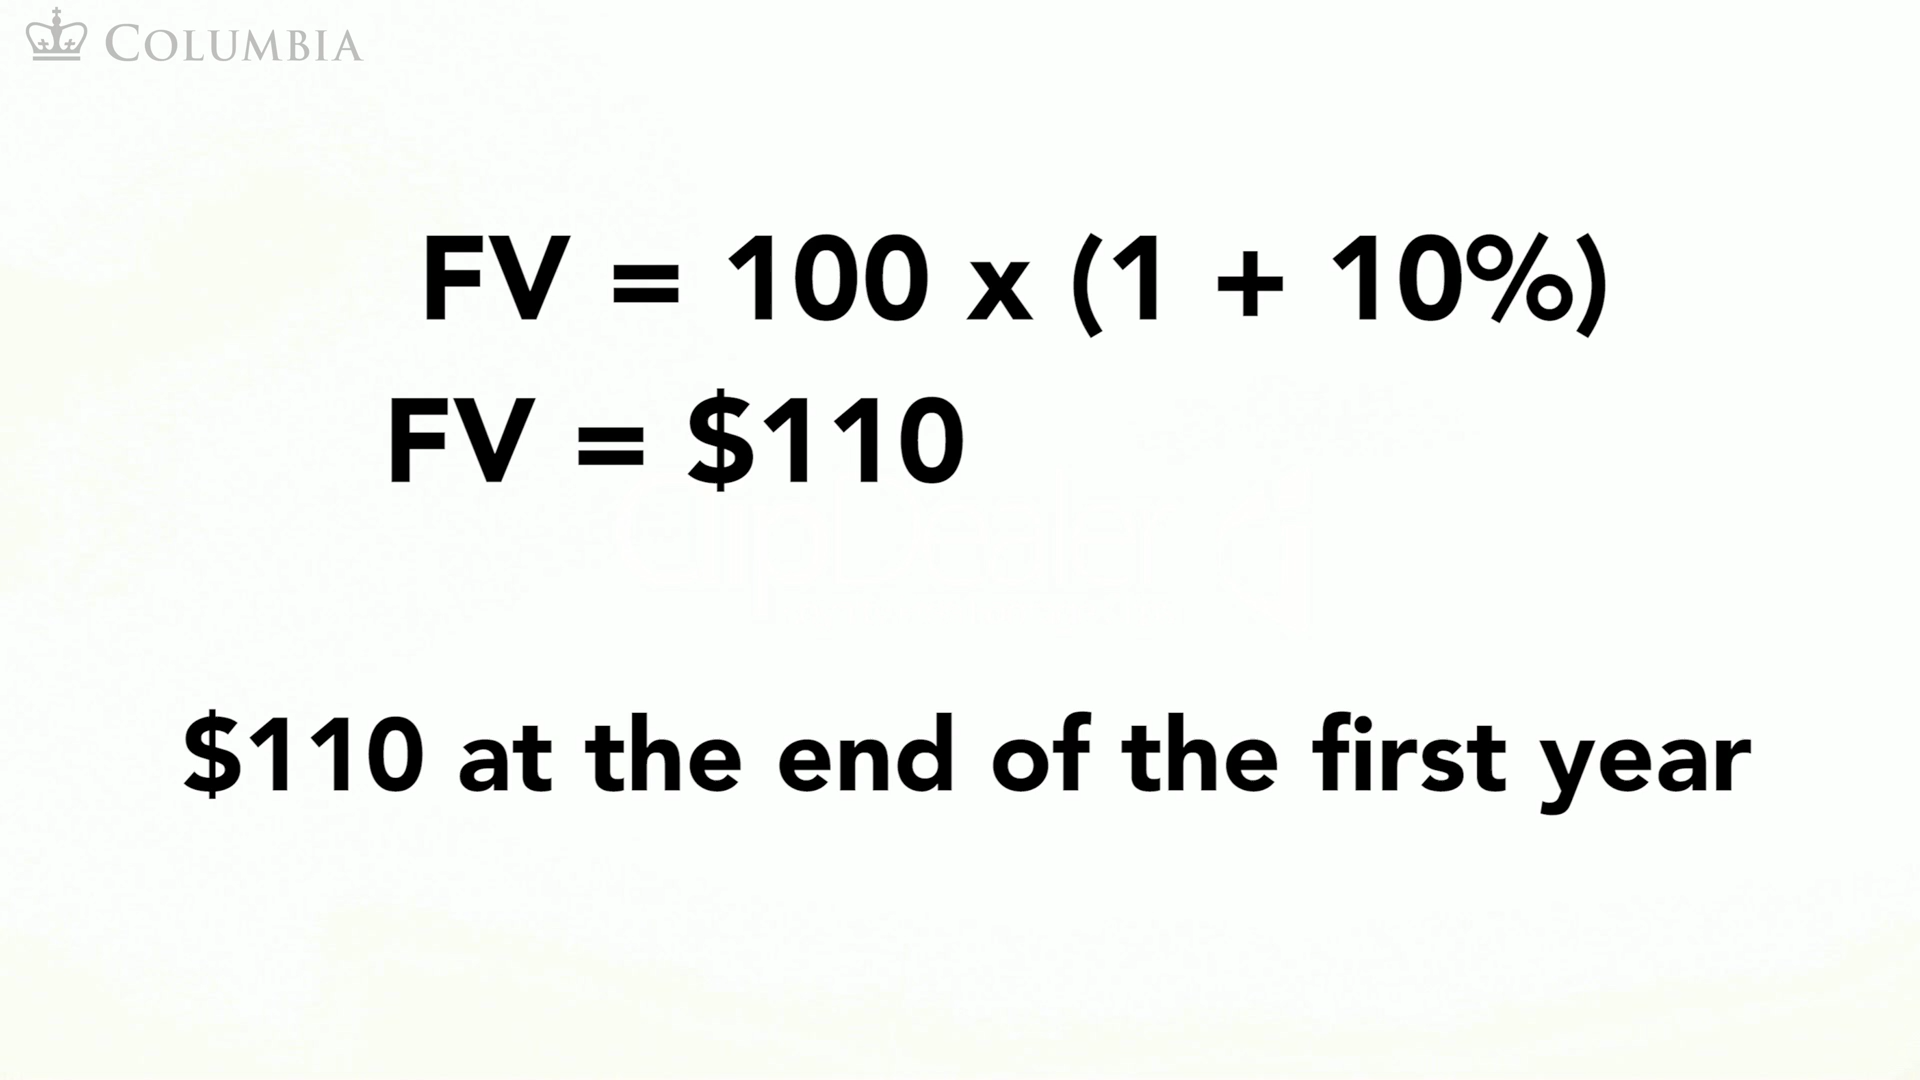 COLUMBIA
FV = 100 x (1 + 10%)
FV = $110
$110 at the end of the first year